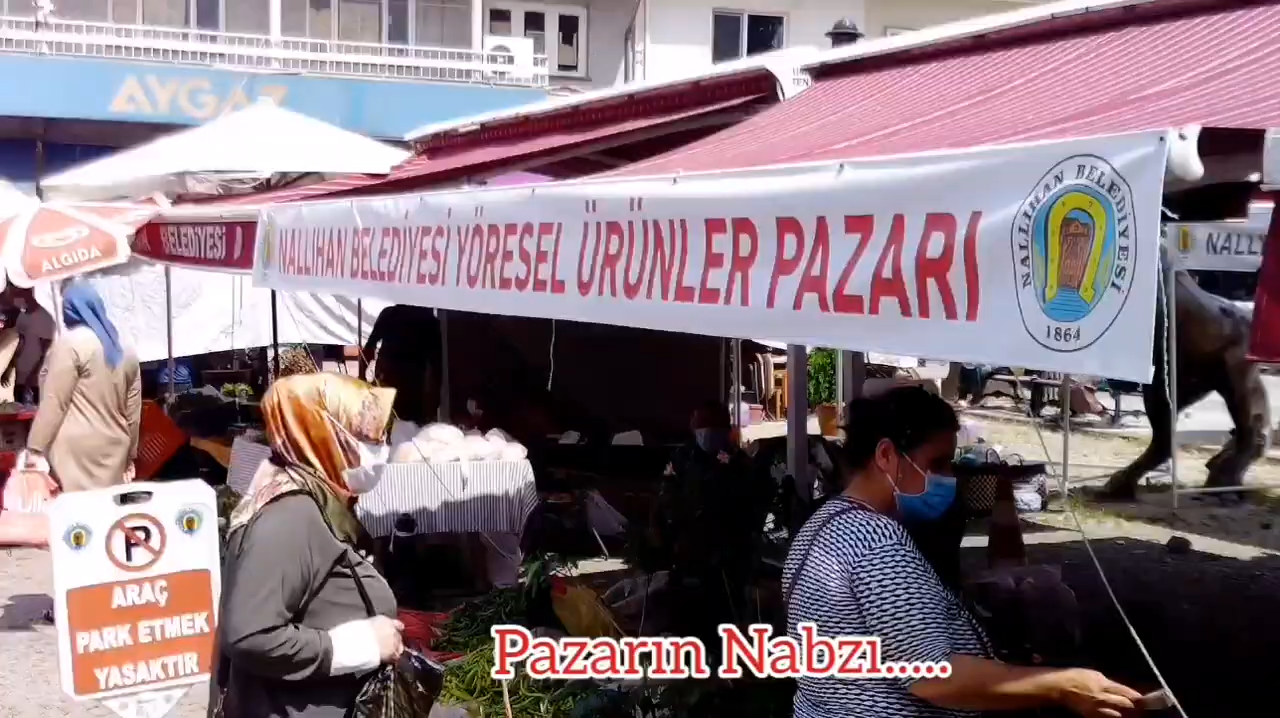 AYGAZ
ALGIDA
BELEDİYESİ
NALLIHAN BELEDİYESİ YÖRESEL ÜRÜNLER PAZARI
NALLIHAN BELEDİYESİ
1864
P
ARAÇ
PARK ETMEK
YASAKTIR
Pazarın Nabzı.....